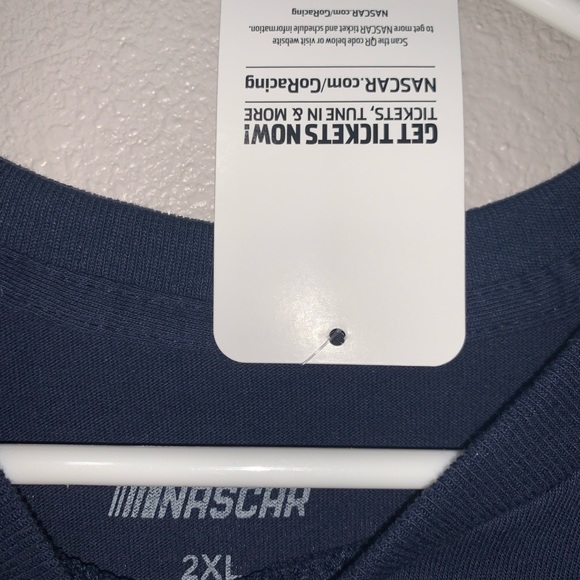 GET TICKETS NOW!
TICKETS, TUNE IN & MORE
NASCAR.com/GoRacing
Scan the QR code below or visit website
to get more NASCAR ticket and schedule information.
NASCAR.com/GoRacing
NASCAR
2XL